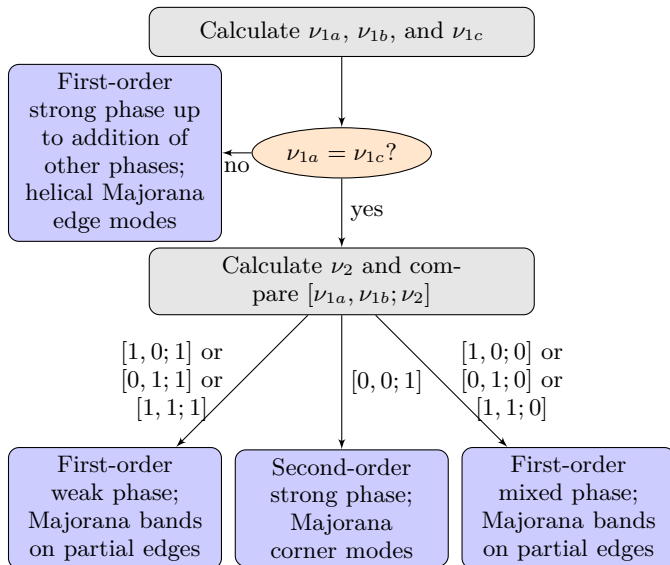 Calculate ν₁ₐ, ν₁b, and ν₁c
First-order
strong phase up
to addition of
other phases;
helical Majorana
edge modes
no
ν₁ₐ = ν₁c?
yes
Calculate ν₂ and com-
pare [ν₁ₐ, ν₁b; ν₂]
[1, 0; 1] or
[0, 1; 1] or
[1, 1; 1]
[0, 0; 1]
[1, 0; 0] or
[0, 1; 0] or
[1, 1; 0]
First-order
weak phase;
Majorana bands
on partial edges
Second-order
strong phase;
Majorana
corner modes
First-order
mixed phase;
Majorana bands
on partial edges